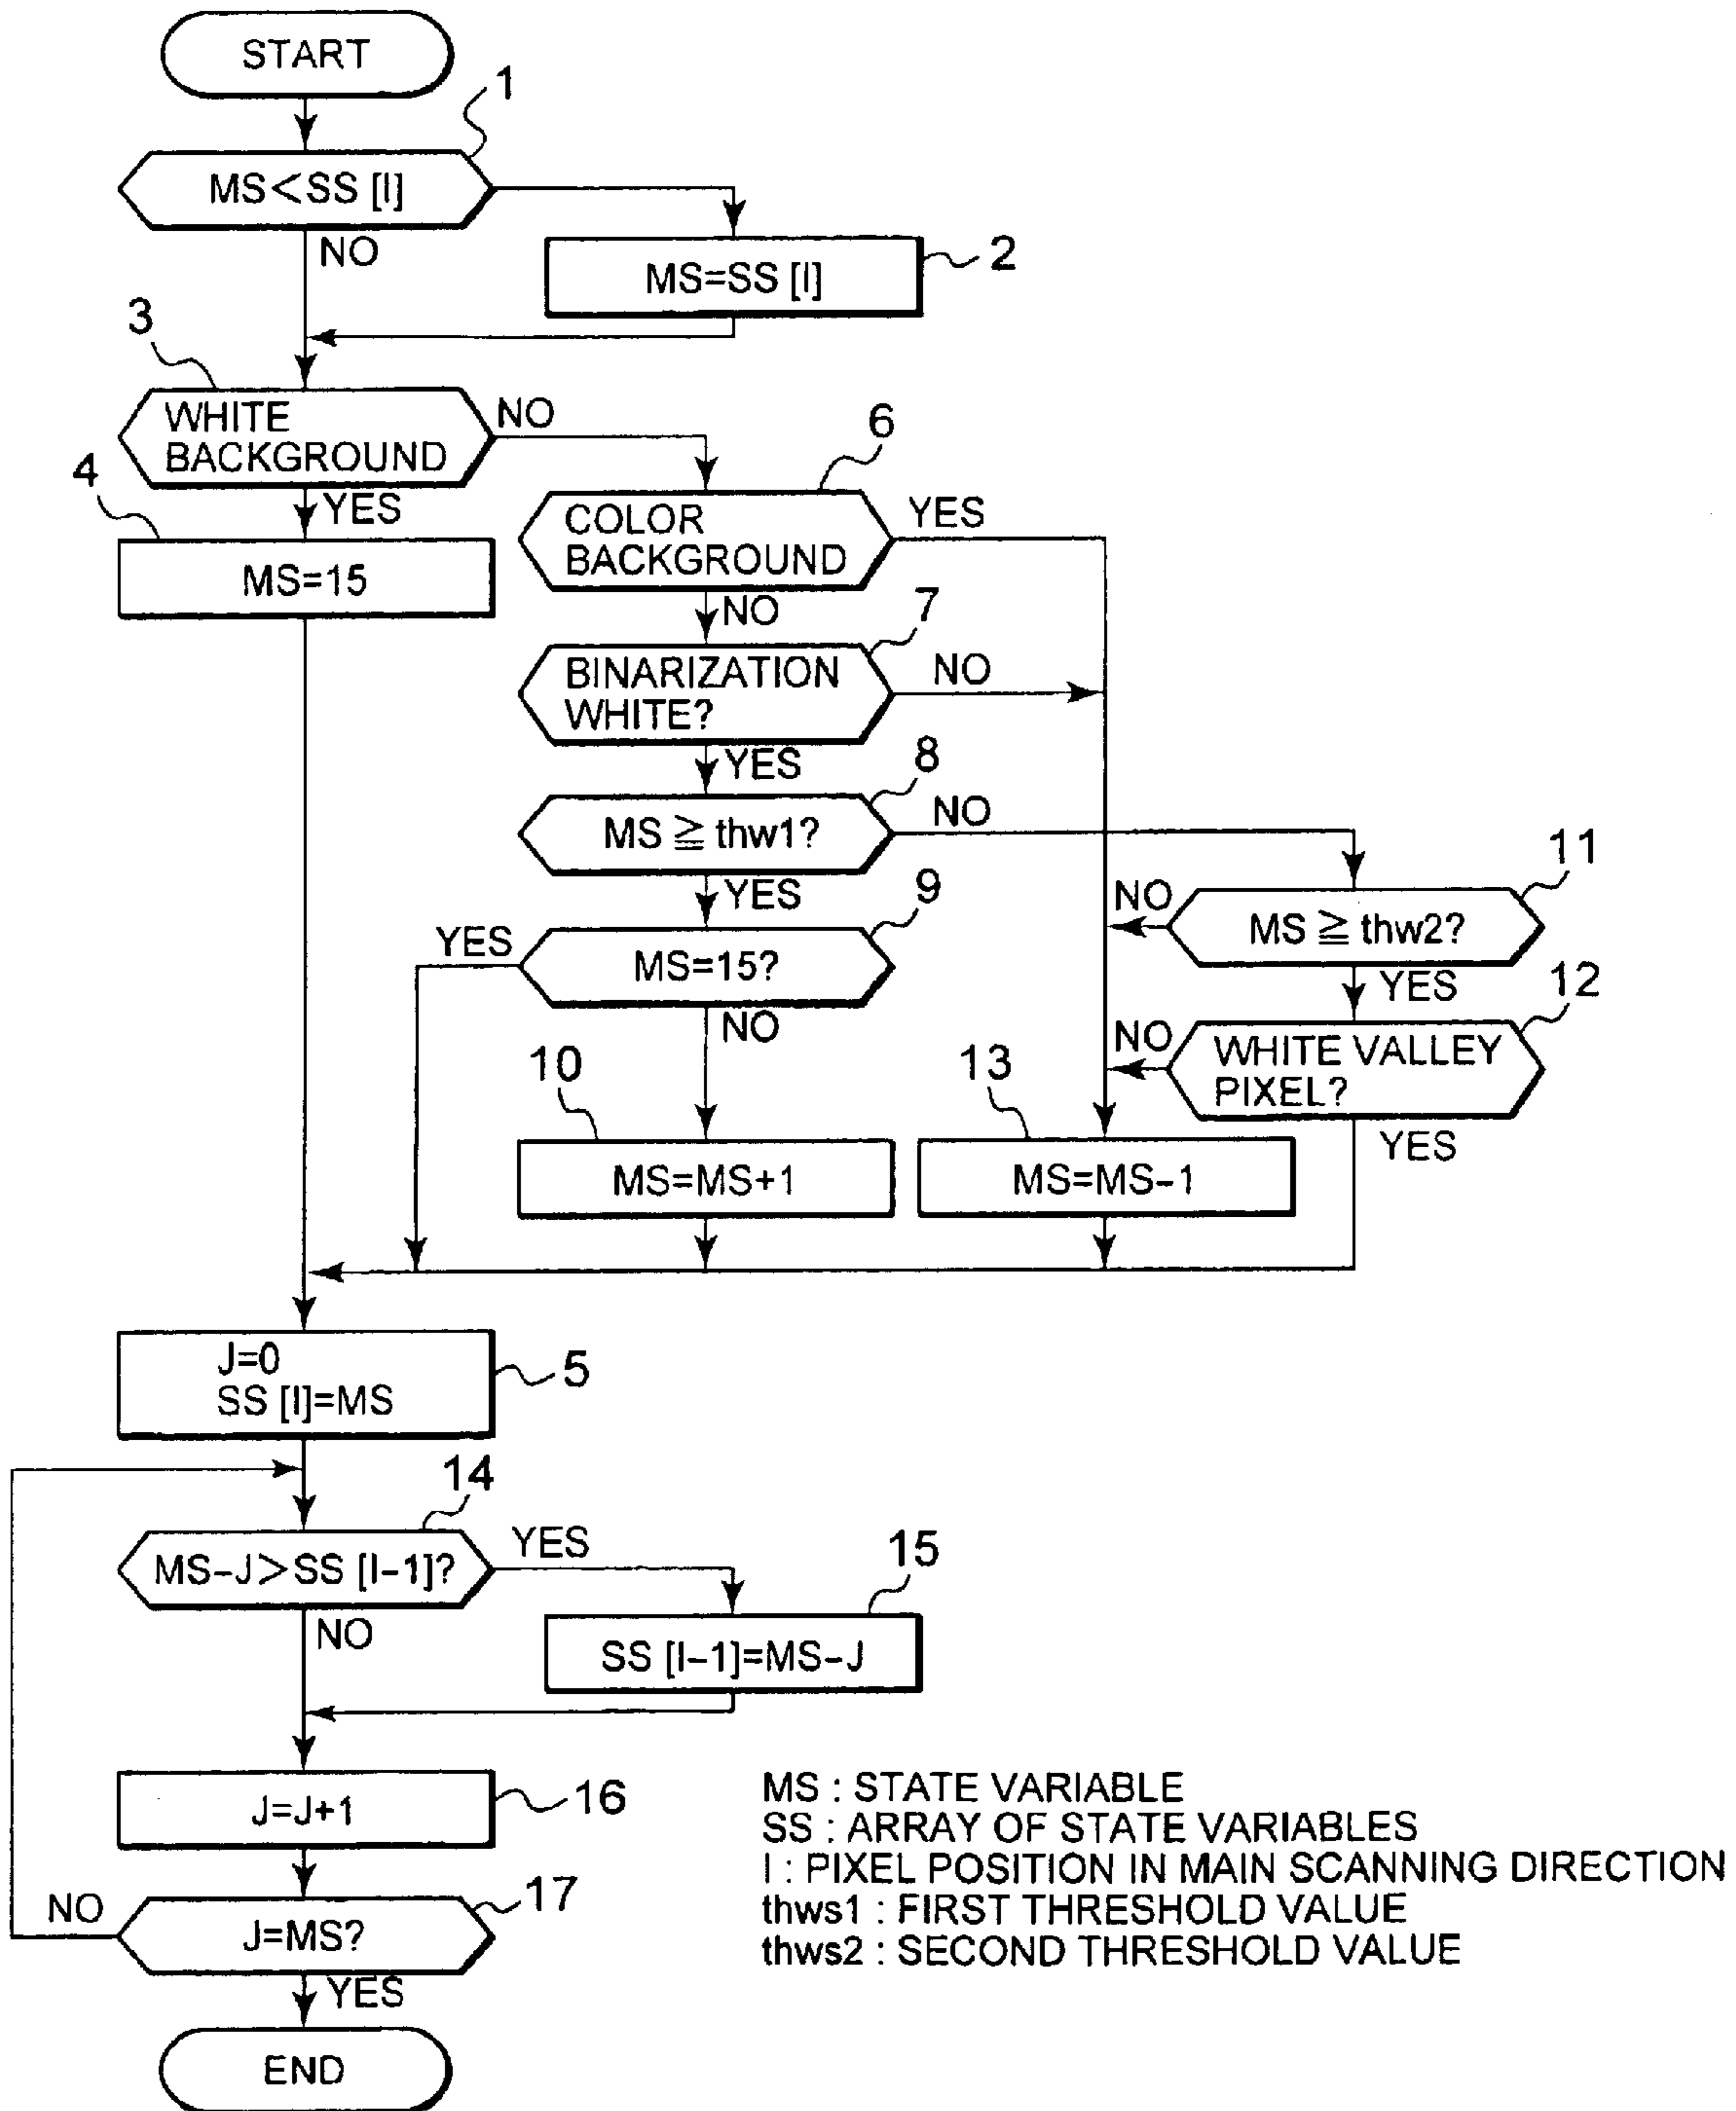 START
1
MS<SS [I]
NO
MS=SS [I]
2
3
WHITE
BACKGROUND
NO
YES
4
MS=15
6
COLOR
BACKGROUND
YES
NO
7
BINARIZATION
WHITE?
NO
YES
8
MS ≧ thw1?
NO
YES
9
MS=15?
YES
NO
11
MS ≧ thw2?
NO
YES
12
WHITE VALLEY
PIXEL?
NO
YES
10
MS=MS+1
13
MS=MS-1
J=0
SS [I]=MS
5
14
MS-J>SS [I-1]?
YES
NO
15
SS [I-1]=MS-J
J=J+1
16
17
J=MS?
NO
YES
END
MS : STATE VARIABLE
SS : ARRAY OF STATE VARIABLES
I : PIXEL POSITION IN MAIN SCANNING DIRECTION
thws1 : FIRST THRESHOLD VALUE
thws2 : SECOND THRESHOLD VALUE